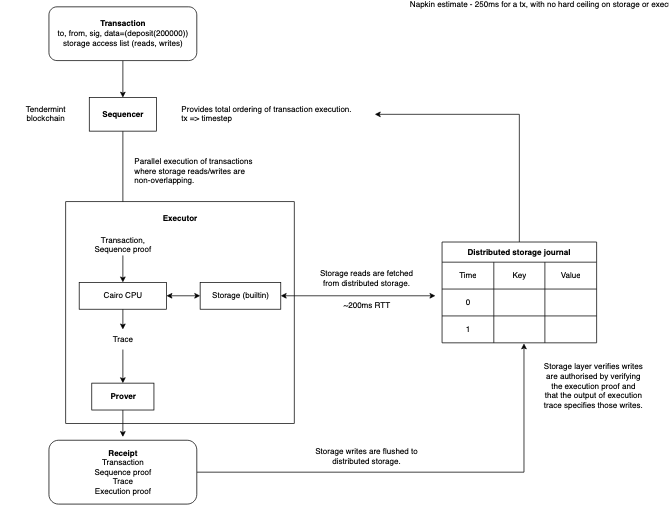 Napkin estimate - 250ms for a tx, with no hard ceiling on storage or exec
Transaction
to, from, sig, data=(deposit(200000))
storage access list (reads, writes)
Tendermint
blockchain
Sequencer
Provides total ordering of transaction execution.
tx => timestep
Parallel execution of transactions
where storage reads/writes are
non-overlapping.
Executor
Transaction,
Sequence proof
Cairo CPU
Storage (builtin)
Trace
Prover
Storage reads are fetched
from distributed storage.
~200ms RTT
Distributed storage journal
Time
Key
Value
0
1
Storage layer verifies writes
are authorised by verifying
the execution proof and
that the output of execution
trace specifies those writes.
Receipt
Transaction
Sequence proof
Trace
Execution proof
Storage writes are flushed to
distributed storage.